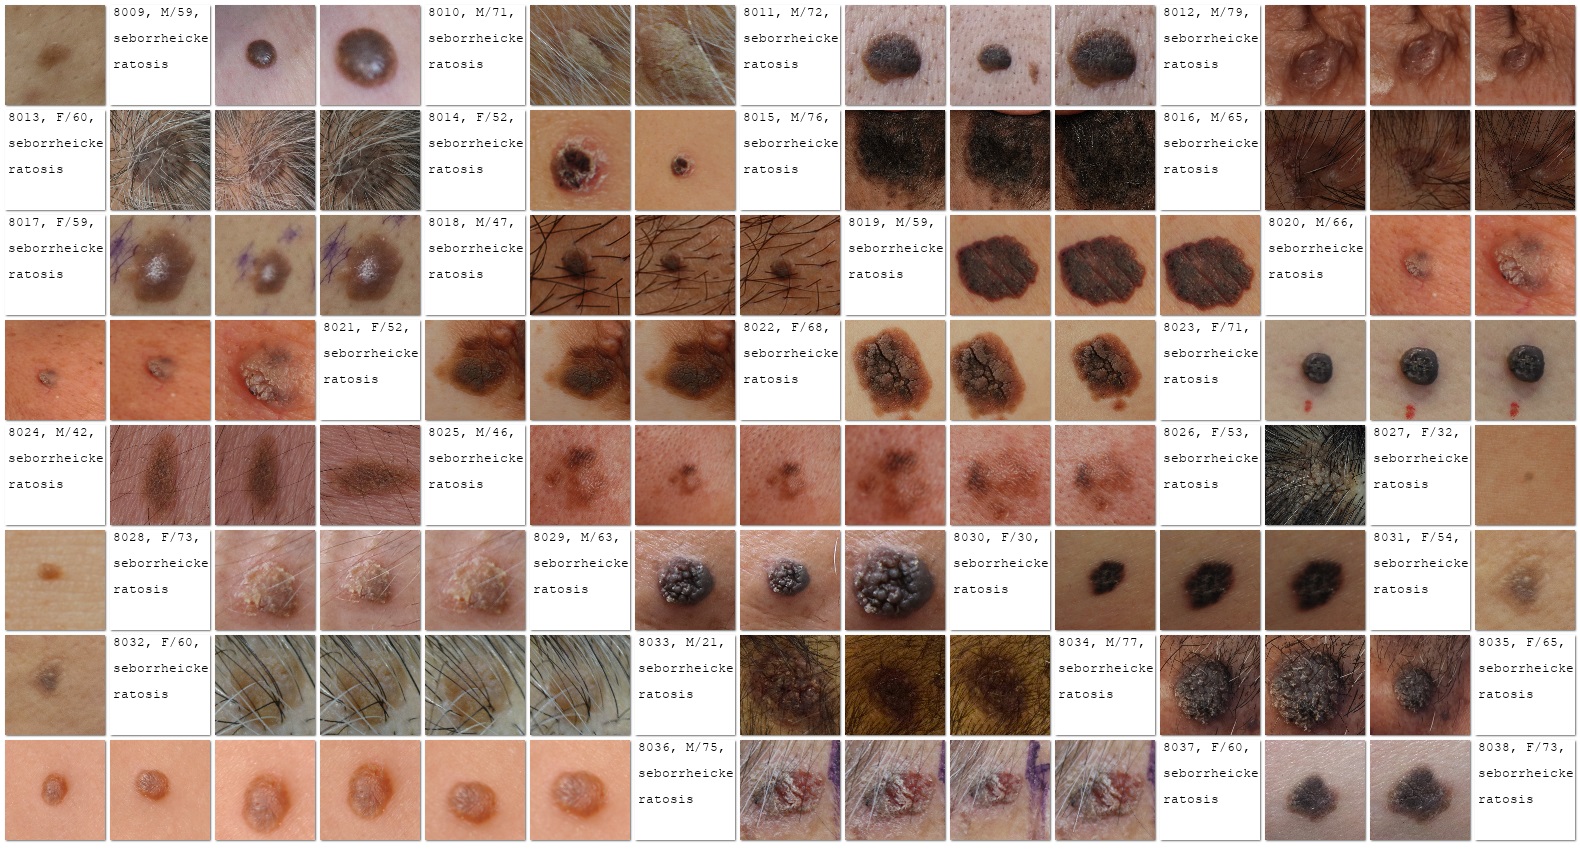 8009, M/59,
seborrheicke
ratosis
8010, M/71,
seborrheicke
ratosis
8011, M/72,
seborrheicke
ratosis
8012, M/79,
seborrheicke
ratosis
8013, F/60,
seborrheicke
ratosis
8014, F/52,
seborrheicke
ratosis
8015, M/76,
seborrheicke
ratosis
8016, M/65,
seborrheicke
ratosis
8017, F/59,
seborrheicke
ratosis
8018, M/47,
seborrheicke
ratosis
8019, M/59,
seborrheicke
ratosis
8020, M/66,
seborrheicke
ratosis
8021, F/52,
seborrheicke
ratosis
8022, F/68,
seborrheicke
ratosis
8023, F/71,
seborrheicke
ratosis
8024, M/42,
seborrheicke
ratosis
8025, M/46,
seborrheicke
ratosis
8026, F/53,
seborrheicke
ratosis
8027, F/32,
seborrheicke
ratosis
8028, F/73,
seborrheicke
ratosis
8029, M/63,
seborrheicke
ratosis
8030, F/30,
seborrheicke
ratosis
8031, F/54,
seborrheicke
ratosis
8032, F/60,
seborrheicke
ratosis
8033, M/21,
seborrheicke
ratosis
8034, M/77,
seborrheicke
ratosis
8035, F/65,
seborrheicke
ratosis
8036, M/75,
seborrheicke
ratosis
8037, F/60,
seborrheicke
ratosis
8038, F/73,
seborrheicke
ratosis